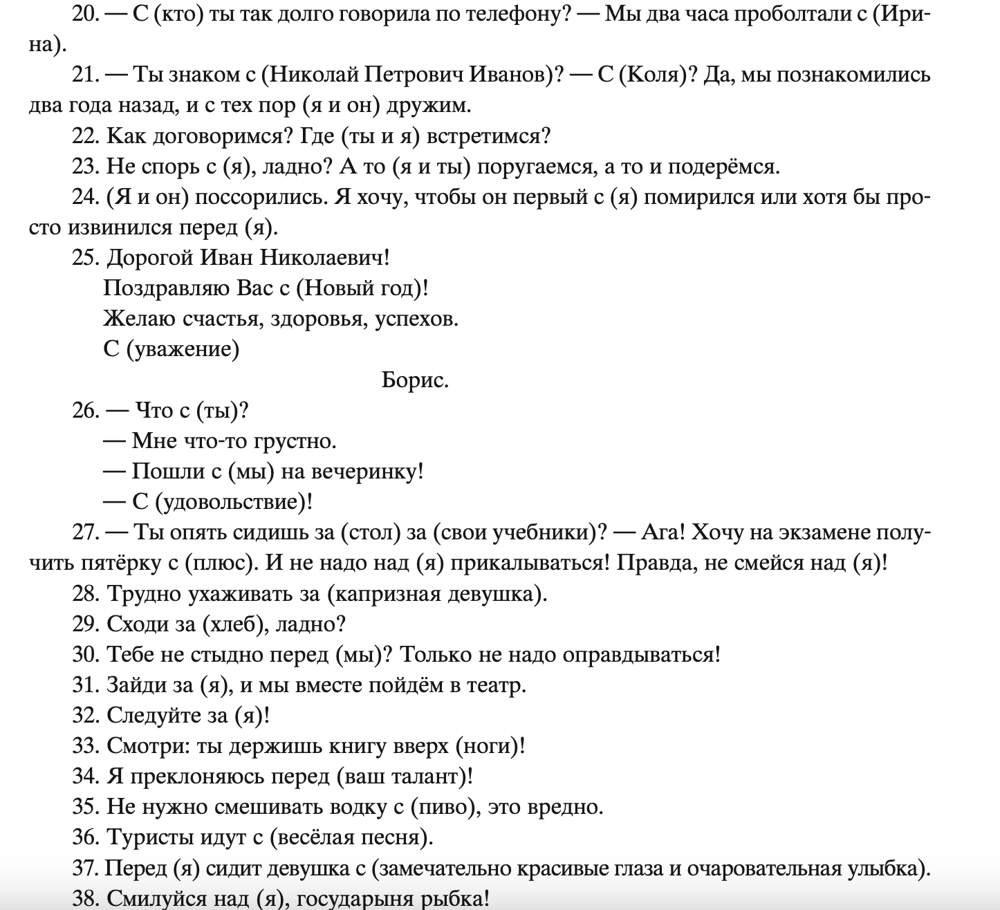 20. — С (кто) ты так долго говорила по телефону? — Мы два часа проболтали с (Ири-
на).
21. — Ты знаком с (Николай Петрович Иванов)? — С (Коля)? Да, мы познакомились
два года назад, и с тех пор (я и он) дружим.
22. Как договоримся? Где (ты и я) встретимся?
23. Не спорь с (я), ладно? А то (я и ты) поругаемся, а то и подерёмся.
24. (Я и он) поссорились. Я хочу, чтобы он первый с (я) помирился или хотя бы про-
сто извинился перед (я).
25. Дорогой Иван Николаевич!
Поздравляю Вас с (Новый год)!
Желаю счастья, здоровья, успехов.
С (уважение)
Борис.
26. — Что с (ты)?
— Мне что-то грустно.
— Пошли с (мы) на вечеринку!
— С (удовольствие)!
27. — Ты опять сидишь за (стол) за (свои учебники)? — Ага! Хочу на экзамене полу-
чить пятёрку с (плюс). И не надо над (я) прикалываться! Правда, не смейся над (я)!
28. Трудно ухаживать за (капризная девушка).
29. Сходи за (хлеб), ладно?
30. Тебе не стыдно перед (мы)? Только не надо оправдываться!
31. Зайди за (я), и мы вместе пойдём в театр.
32. Следуйте за (я)!
33. Смотри: ты держишь книгу вверх (ноги)!
34. Я преклоняюсь перед (ваш талант)!
35. Не нужно смешивать водку с (пиво), это вредно.
36. Туристы идут с (весёлая песня).
37. Перед (я) сидит девушка с (замечательно красивые глаза и очаровательная улыбка).
38. Смилуйся над (я), государыня рыбка!